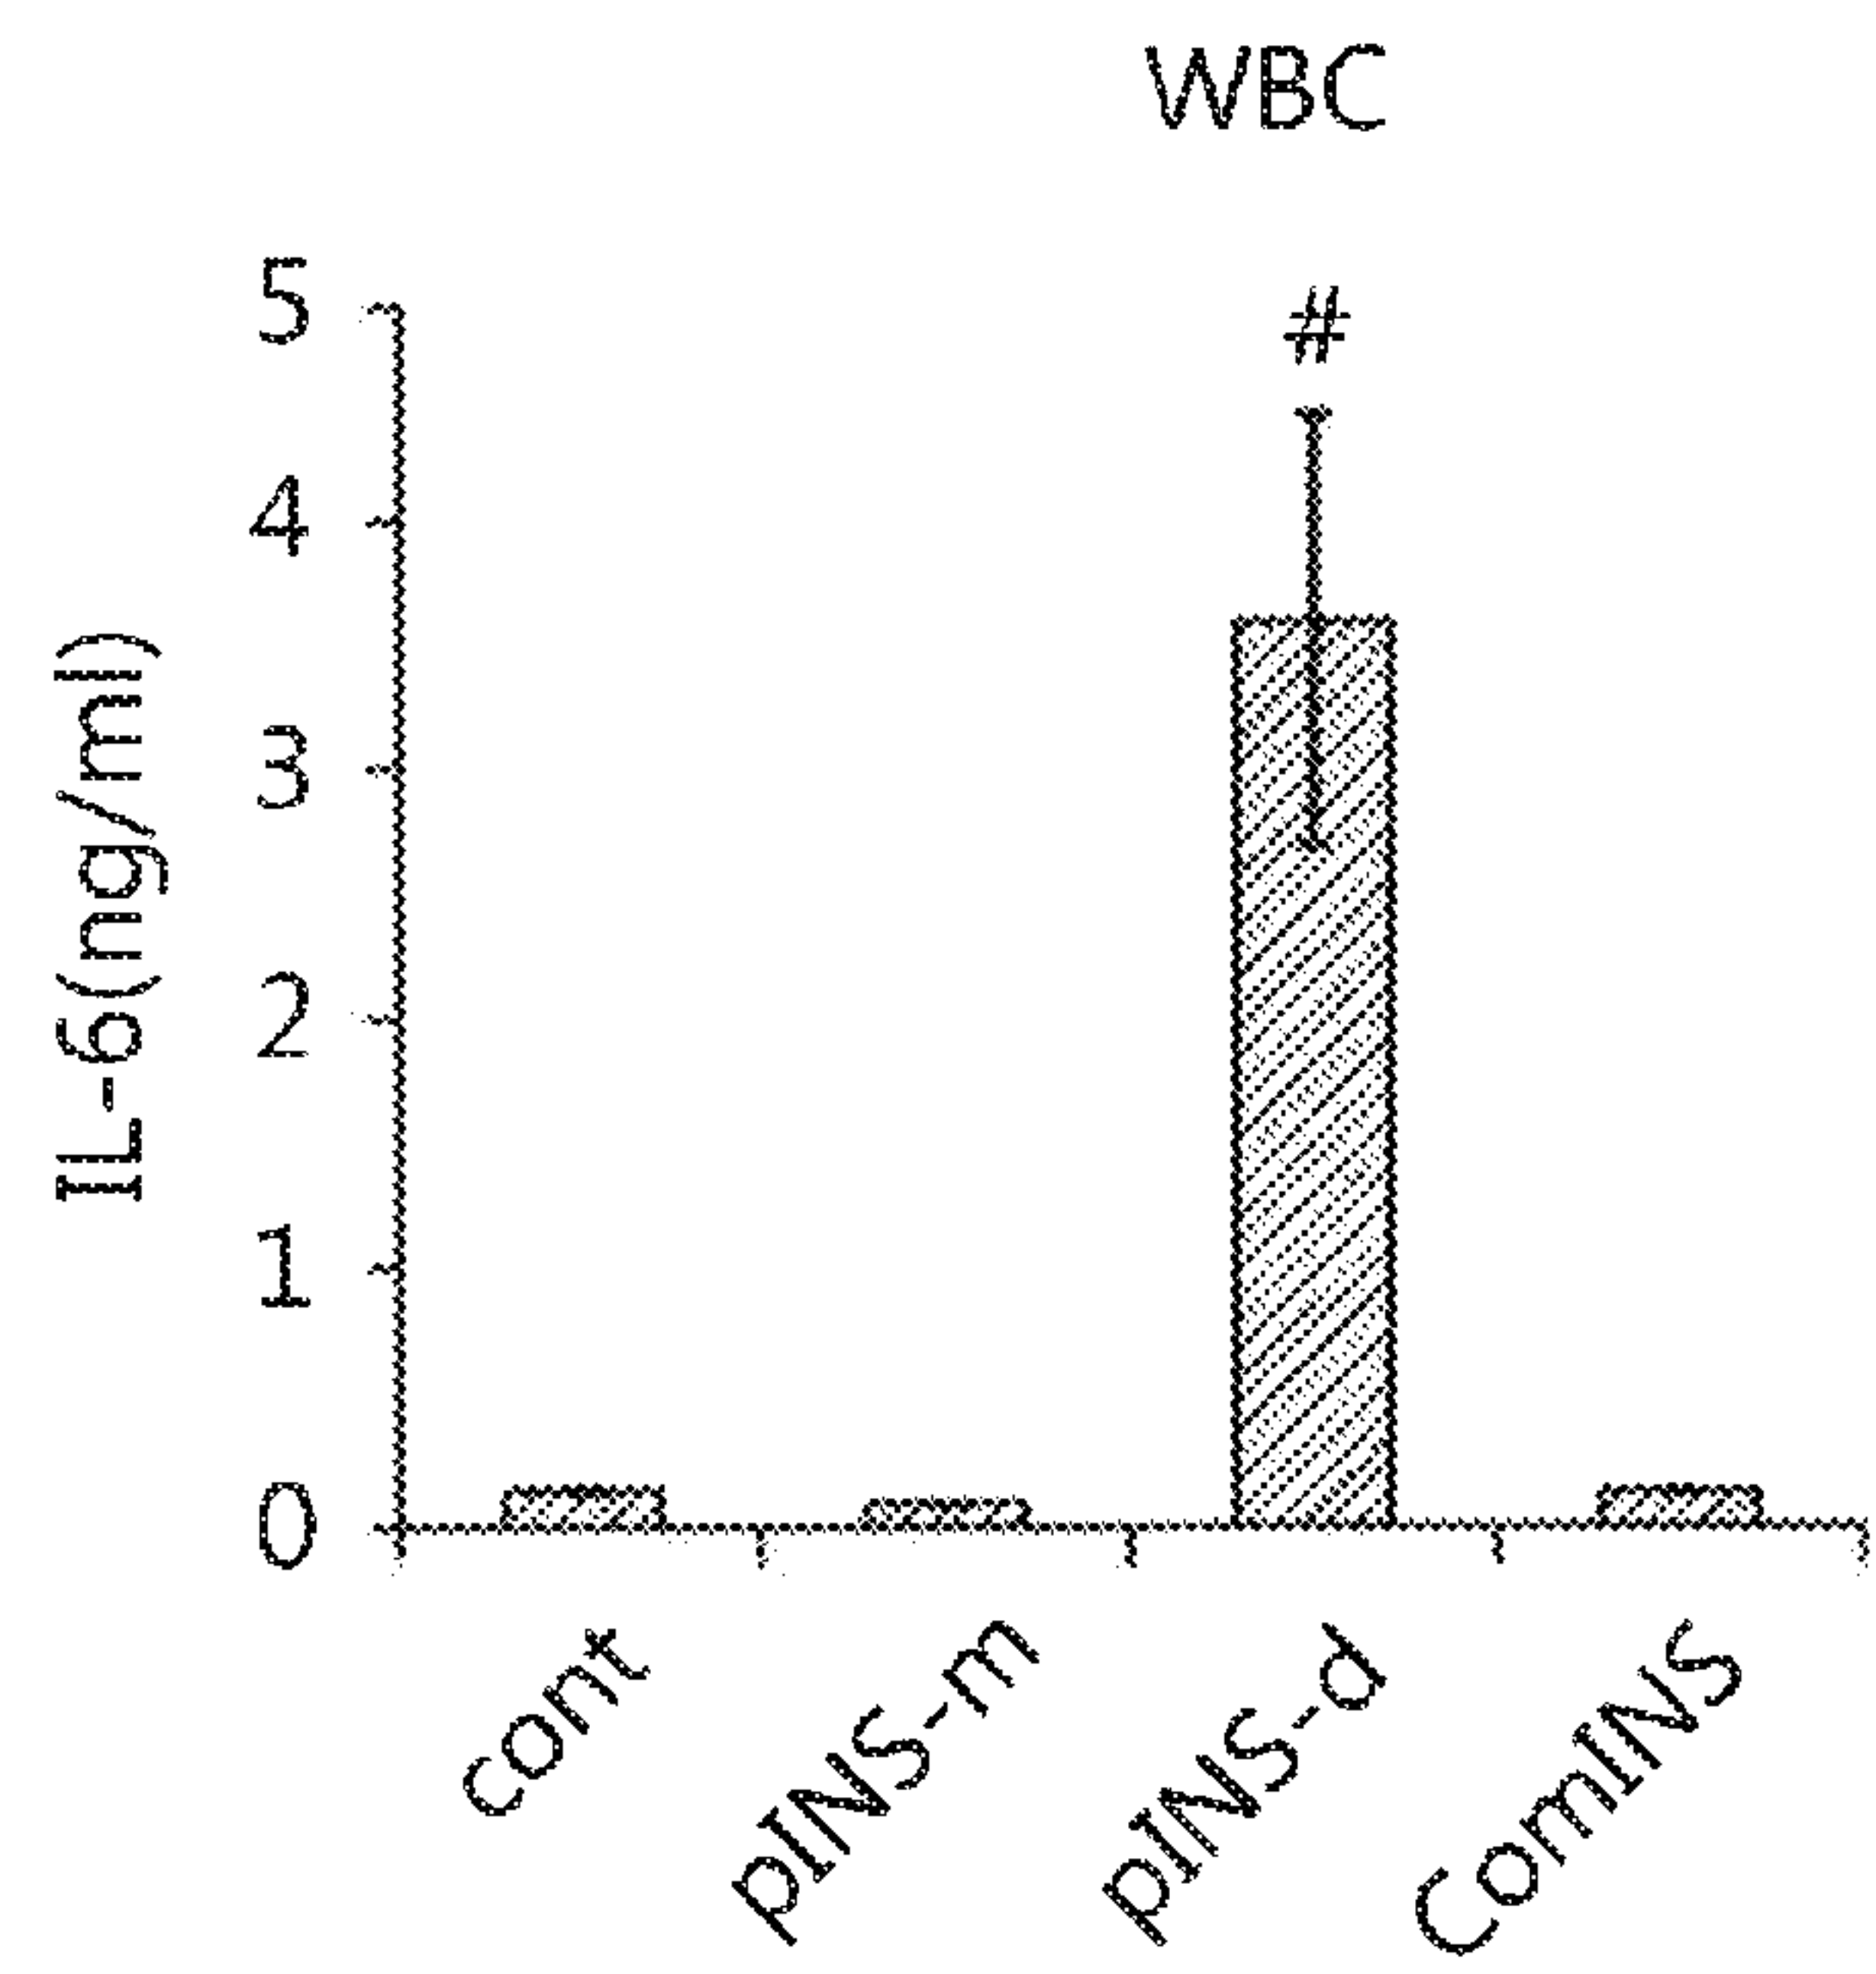 WBC
IL-6(ng/ml)
5
#
4
3
2
1
0
cont
pINS-m
pINS-d
ComINS